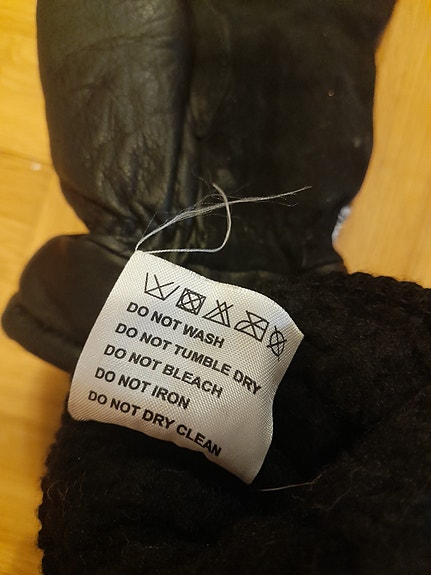 DO NOT WASH
DO NOT TUMBLE DRY
DO NOT BLEACH
DO NOT IRON
DO NOT DRY CLEAN